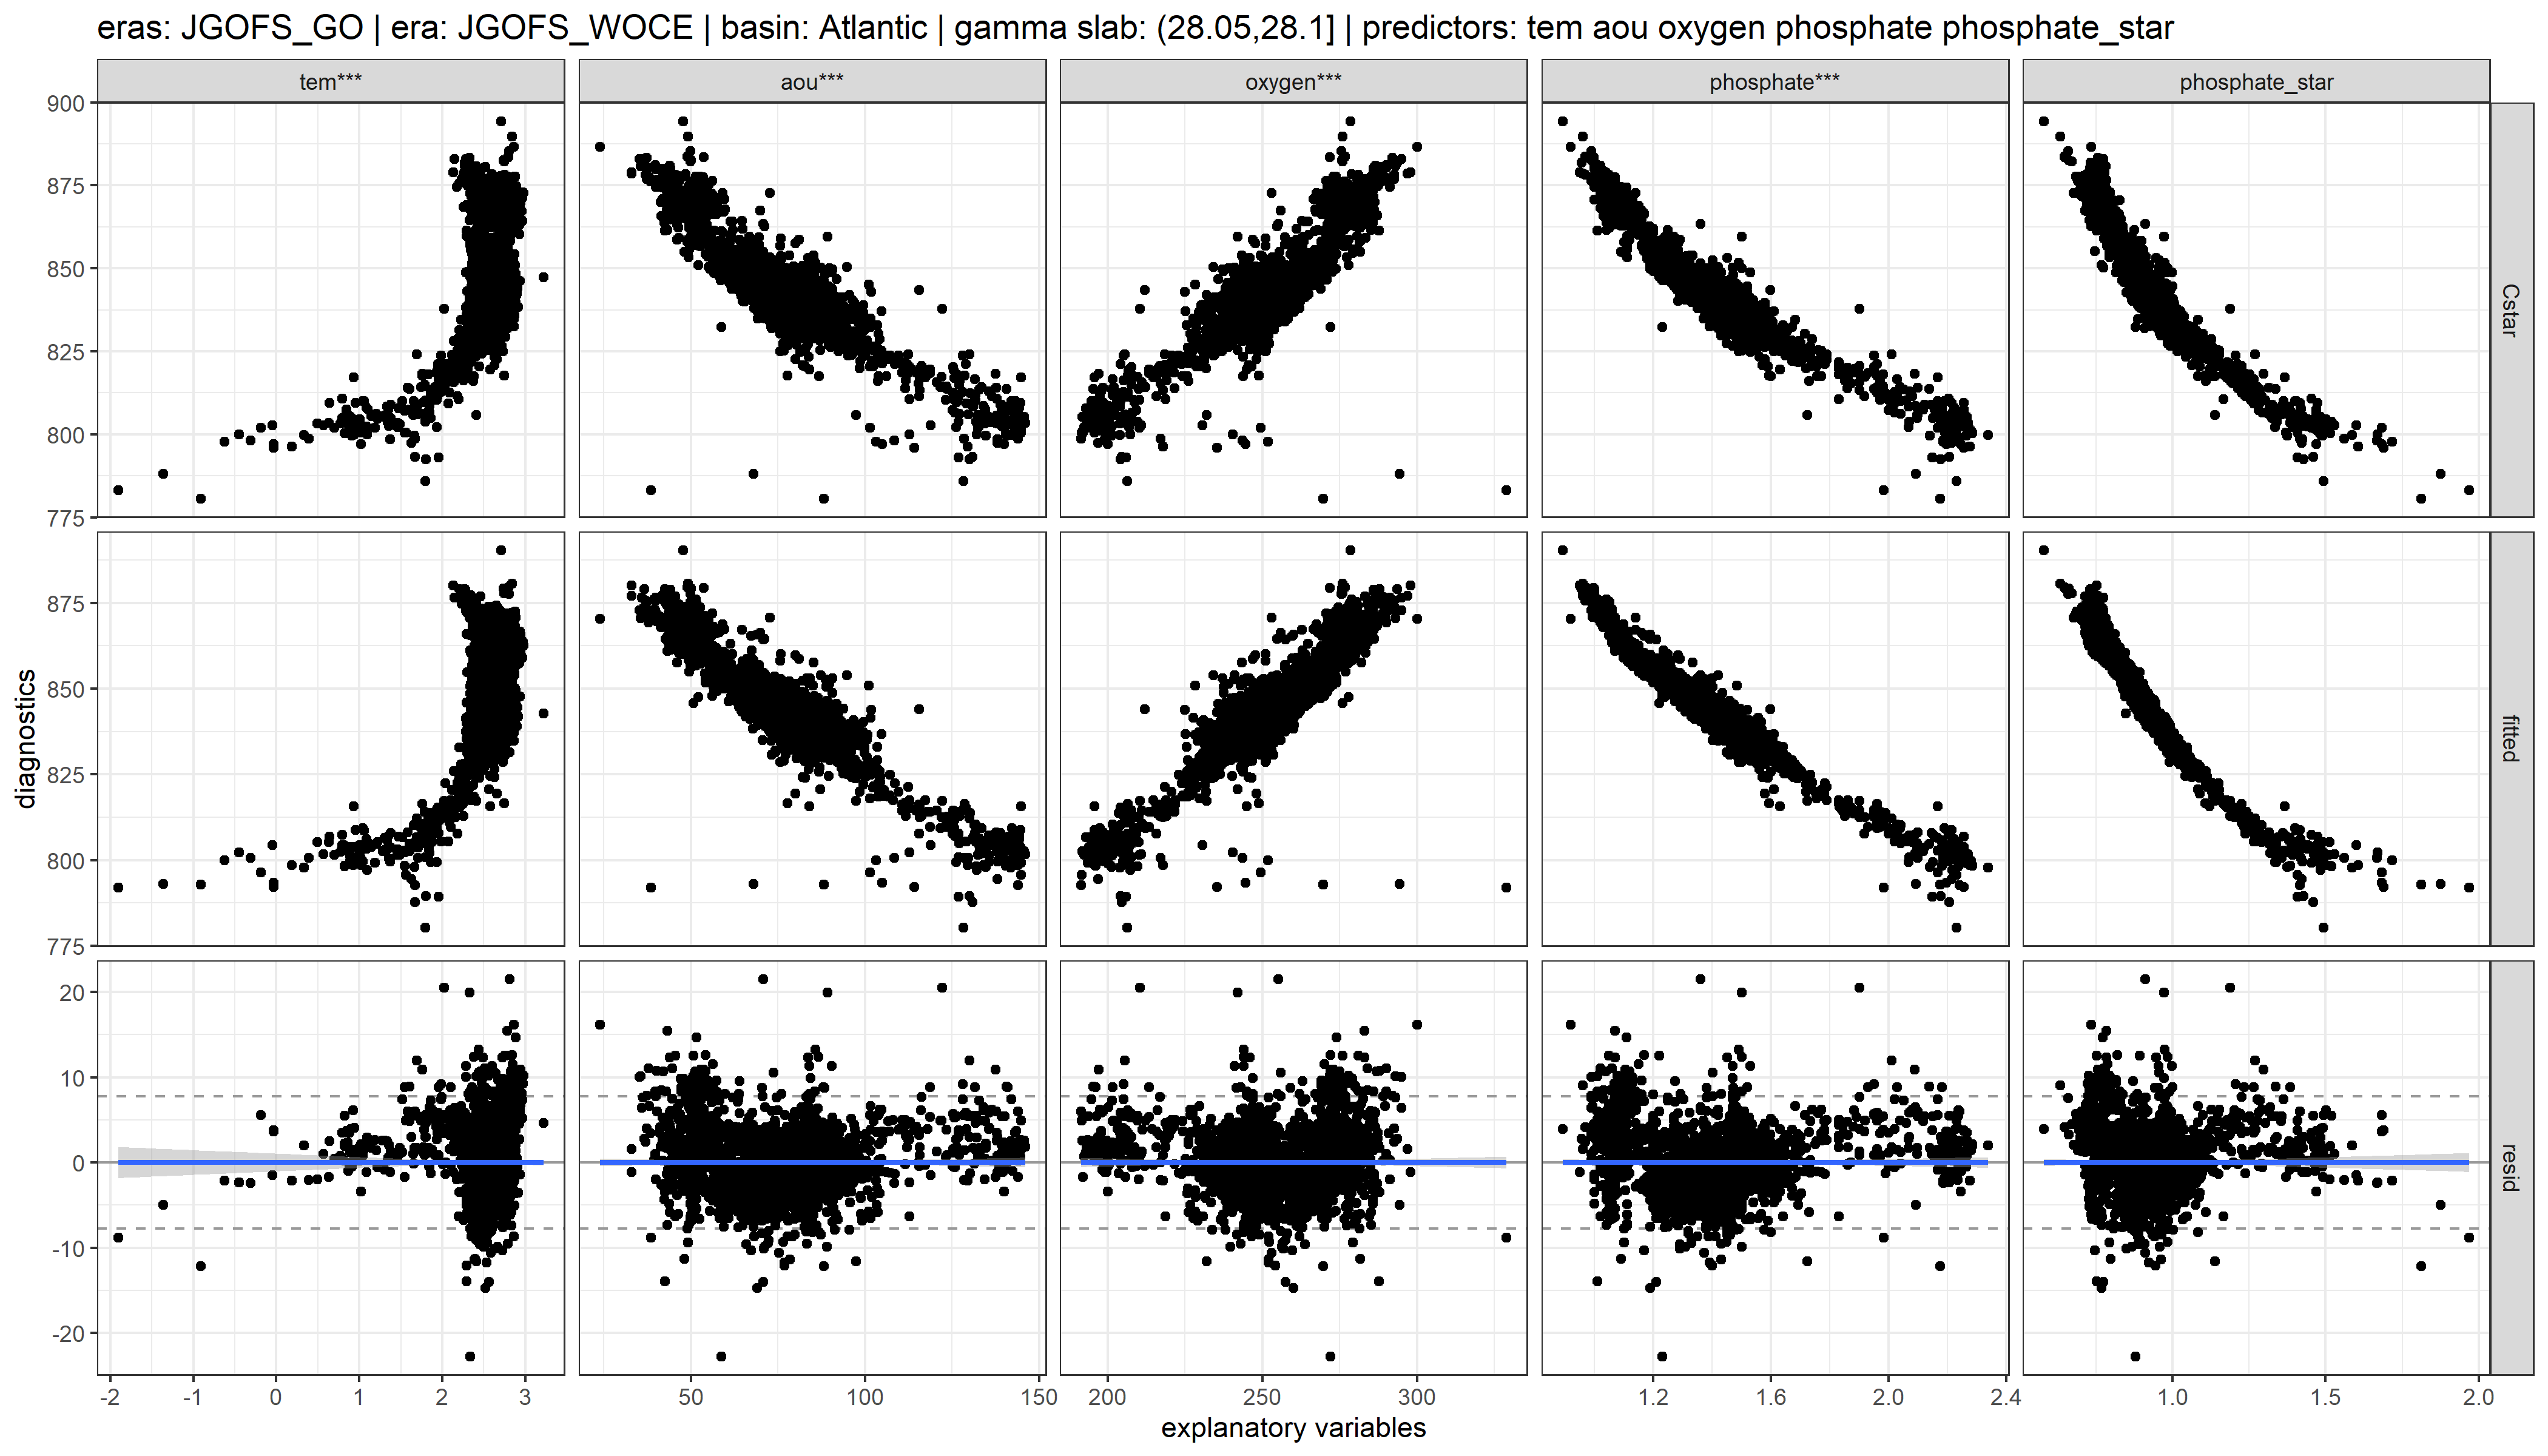 eras: JGOFS_GO | era: JGOFS_WOCE | basin: Atlantic | gamma slab: (28.05,28.1] | predictors: tem aou oxygen phosphate phosphate_star
tem*** aou*** oxygen*** phosphate*** phosphate_star
900
875
850
825
800
775
Cstar
875
850
825
800
775
fitted
diagnostics
20
10
0
-10
-20
resid
-2 -1 0 1 2 3 50 100 150 200 250 300 1.2 1.6 2.0 2.4 1.0 1.5 2.0
explanatory variables